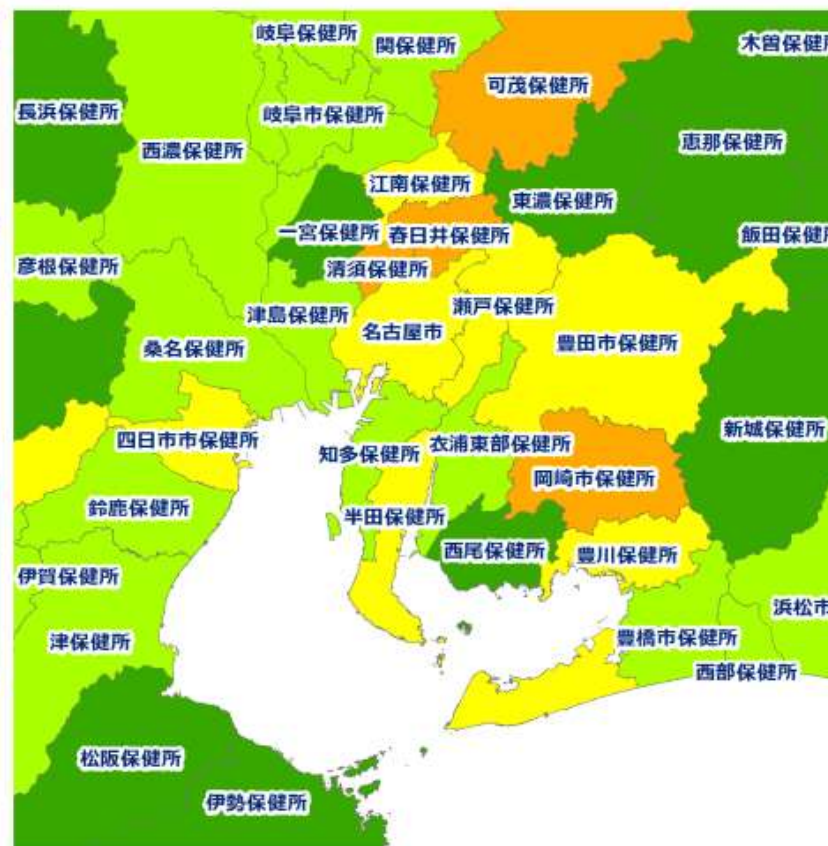 岐阜保健所
関保健所
木曽保健所
可茂保健所
長浜保健所
岐阜市保健所
恵那保健所
西濃保健所
江南保健所
東濃保健所
一宮保健所
春日井保健所
飯田保健所
彦根保健所
清須保健所
瀬戸保健所
津島保健所
名古屋市
豊田市保健所
桑名保健所
四日市市保健所
知多保健所
衣浦東部保健所
新城保健所
岡崎市保健所
鈴鹿保健所
半田保健所
西尾保健所
豊川保健所
伊賀保健所
浜松市
津保健所
豊橋市保健所
西部保健所
松阪保健所
伊勢保健所